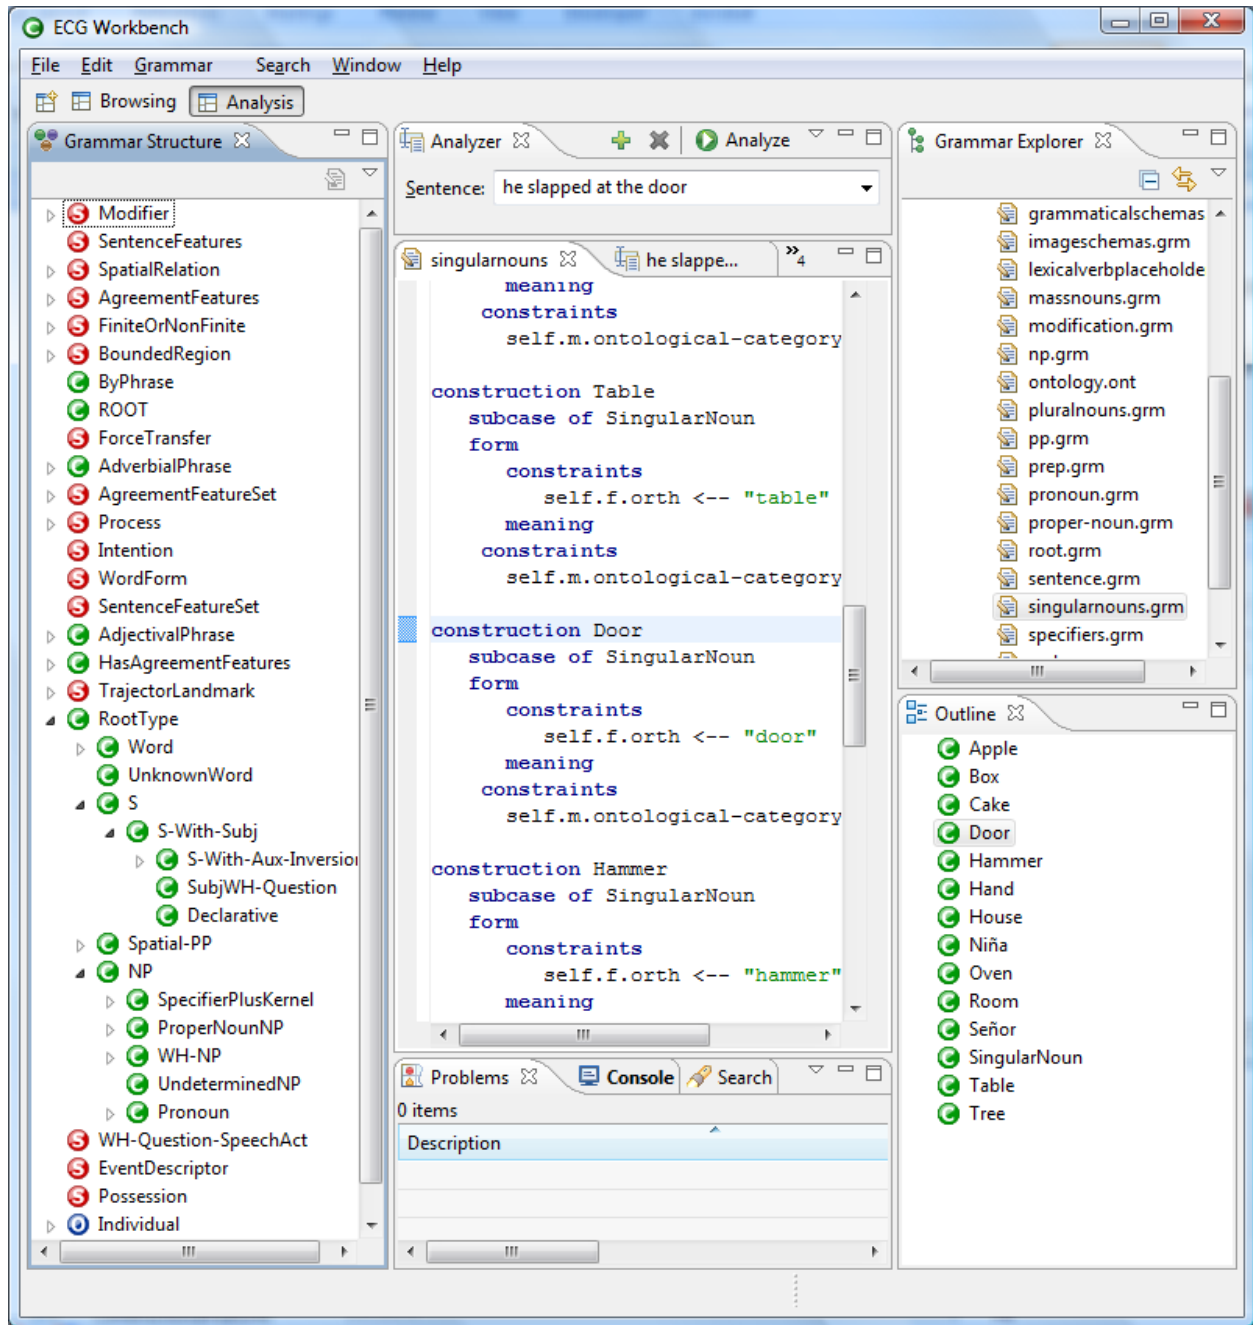 ECG Workbench
File Edit Grammar Search Window Help
Browsing Analysis
Grammar Structure
Modifier
SentenceFeatures
SpatialRelation
AgreementFeatures
FiniteOrNonFinite
BoundedRegion
ByPhrase
ROOT
ForceTransfer
AdverbialPhrase
AgreementFeatureSet
Process
Intention
WordForm
SentenceFeatureSet
AdjectivalPhrase
HasAgreementFeatures
TrajectorLandmark
RootType
Word
UnknownWord
S
S-With-Subj
S-With-Aux-Inversion
SubjWH-Question
Declarative
Spatial-PP
NP
SpecifierPlusKernel
ProperNounNP
WH-NP
UndeterminedNP
Pronoun
WH-Question-SpeechAct
EventDescriptor
Possession
Individual
Analyzer Analyze
Sentence: he slapped at the door
singularnouns he slappe... »4
meaning
constraints
self.m.ontological-category
construction Table
subcase of SingularNoun
form
constraints
self.f.orth <-- "table"
meaning
constraints
self.m.ontological-category
construction Door
subcase of SingularNoun
form
constraints
self.f.orth <-- "door"
meaning
constraints
self.m.ontological-category
construction Hammer
subcase of SingularNoun
form
constraints
self.f.orth <-- "hammer"
meaning
Problems Console Search
0 items
Description
Grammar Explorer
grammaticalschemas
imageschemas.grm
lexicalverbplaceholde
massnouns.grm
modification.grm
np.grm
ontology.ont
pluralnouns.grm
pp.grm
prep.grm
pronoun.grm
proper-noun.grm
root.grm
sentence.grm
singularnouns.grm
specifiers.grm
Outline
Apple
Box
Cake
Door
Hammer
Hand
House
Niña
Oven
Room
Señor
SingularNoun
Table
Tree